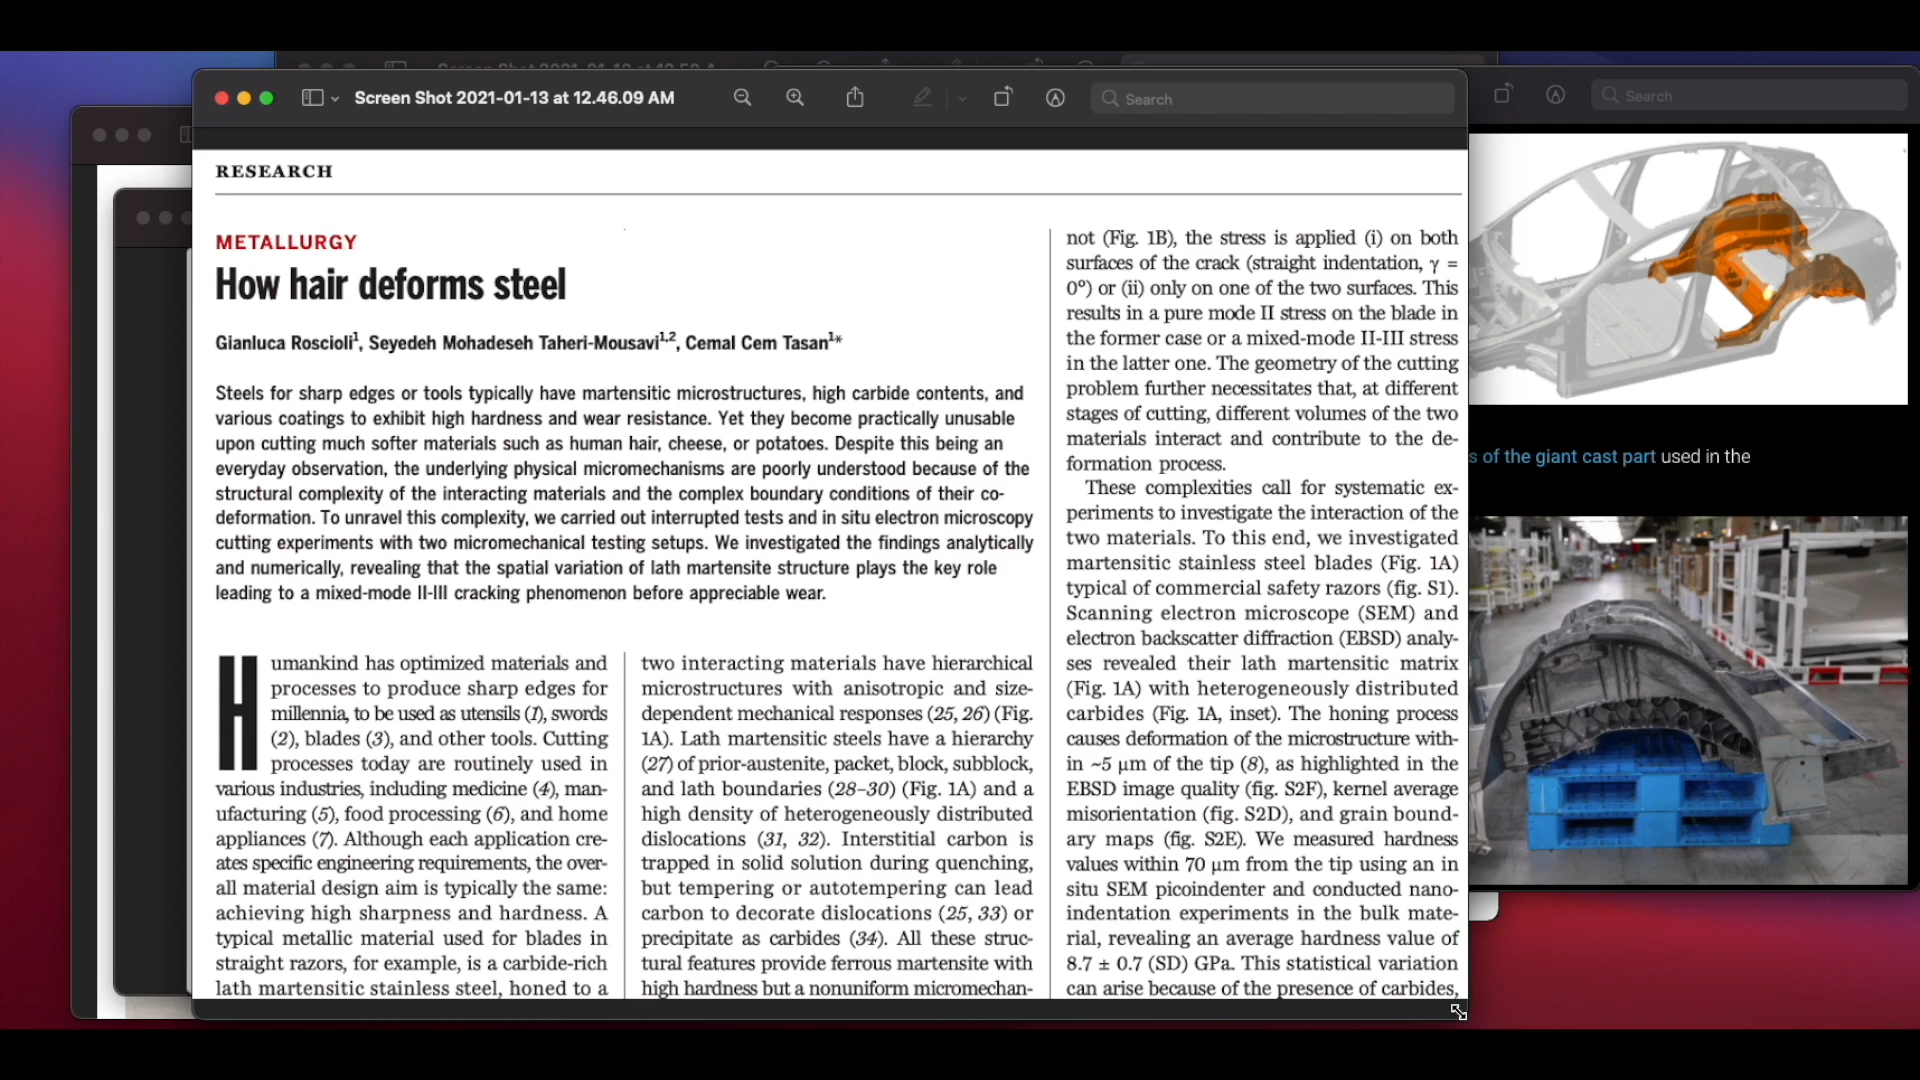 Screen Shot 2021-01-13 at 12.46.09 AM
Search
Search
RESEARCH
METALLURGY
How hair deforms steel
Gianluca Roscioli1, Seyedeh Mohadeseh Taheri-Mousavi1,2, Cemal Cem Tasan1*
Steels for sharp edges or tools typically have martensitic microstructures, high carbide contents, and
various coatings to exhibit high hardness and wear resistance. Yet they become practically unusable
upon cutting much softer materials such as human hair, cheese, or potatoes. Despite this being an
everyday observation, the underlying physical micromechanisms are poorly understood because of the
structural complexity of the interacting materials and the complex boundary conditions of their co-
deformation. To unravel this complexity, we carried out interrupted tests and in situ electron microscopy
cutting experiments with two micromechanical testing setups. We investigated the findings analytically
and numerically, revealing that the spatial variation of lath martensite structure plays the key role
leading to a mixed-mode II-III cracking phenomenon before appreciable wear.
Humankind has optimized materials and
processes to produce sharp edges for
millennia, to be used as utensils (1), swords
(2), blades (3), and other tools. Cutting
processes today are routinely used in
various industries, including medicine (4), man-
ufacturing (5), food processing (6), and home
appliances (7). Although each application cre-
ates specific engineering requirements, the over-
all material design aim is typically the same:
achieving high sharpness and hardness. A
typical metallic material used for blades in
straight razors, for example, is a carbide-rich
lath martensitic stainless steel, honed to a
two interacting materials have hierarchical
microstructures with anisotropic and size-
dependent mechanical responses (25, 26) (Fig.
1A). Lath martensitic steels have a hierarchy
(27) of prior-austenite, packet, block, subblock,
and lath boundaries (28–30) (Fig. 1A) and a
high density of heterogeneously distributed
dislocations (31, 32). Interstitial carbon is
trapped in solid solution during quenching,
but tempering or autotempering can lead
carbon to decorate dislocations (25, 33) or
precipitate as carbides (34). All these struc-
tural features provide ferrous martensite with
high hardness but a nonuniform micromechan-
not (Fig. 1B), the stress is applied (i) on both
surfaces of the crack (straight indentation, γ =
0°) or (ii) only on one of the two surfaces. This
results in a pure mode II stress on the blade in
the former case or a mixed-mode II-III stress
in the latter one. The geometry of the cutting
problem further necessitates that, at different
stages of cutting, different volumes of the two
materials interact and contribute to the de-
formation process.
These complexities call for systematic ex-
periments to investigate the interaction of the
two materials. To this end, we investigated
martensitic stainless steel blades (Fig. 1A)
typical of commercial safety razors (fig. S1).
Scanning electron microscope (SEM) and
electron backscatter diffraction (EBSD) analy-
ses revealed their lath martensitic matrix
(Fig. 1A) with heterogeneously distributed
carbides (Fig. 1A, inset). The honing process
causes deformation of the microstructure with-
in ~5 μm of the tip (8), as highlighted in the
EBSD image quality (fig. S2F), kernel average
misorientation (fig. S2D), and grain bound-
ary maps (fig. S2E). We measured hardness
values within 70 μm from the tip using an in
situ SEM picoindenter and conducted nano-
indentation experiments in the bulk mate-
rial, revealing an average hardness value of
8.7 ± 0.7 (SD) GPa. This statistical variation
can arise because of the presence of carbides,
s of the giant cast part used in the